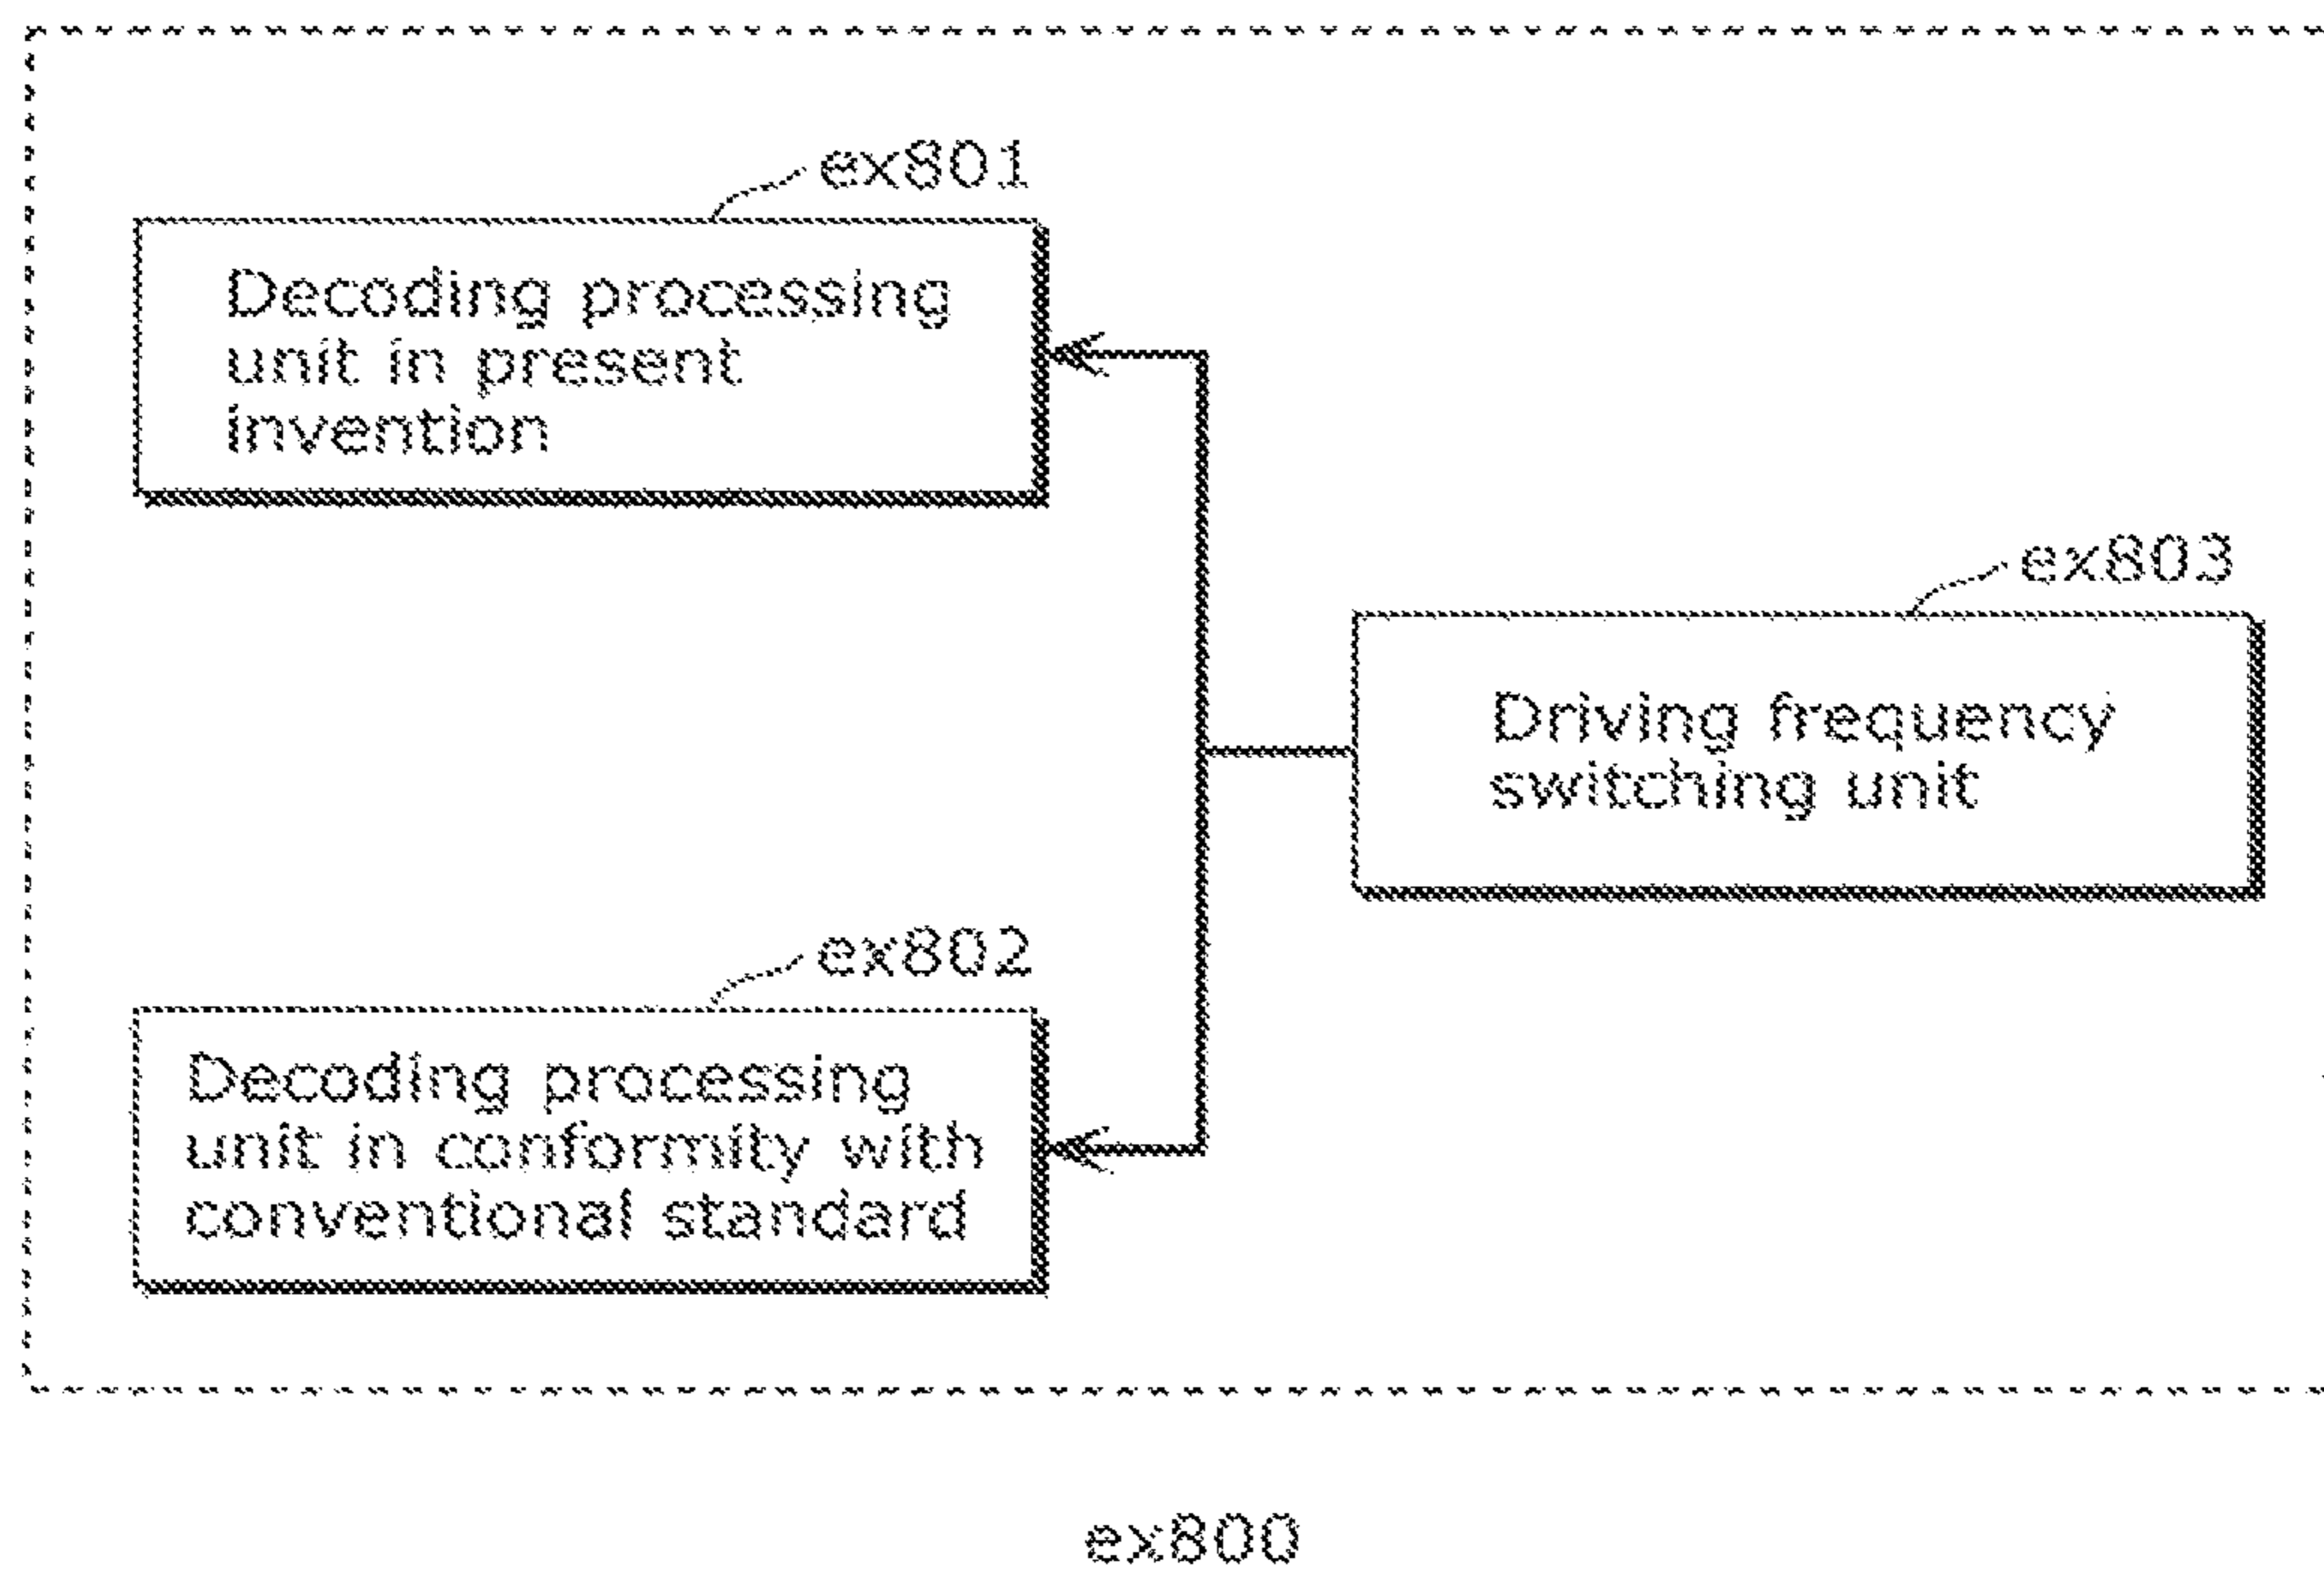 ex801
Decoding processing
unit in present
invention
ex803
Driving frequency
switching unit
ex802
Decoding processing
unit in conformity with
conventional standard
ex800